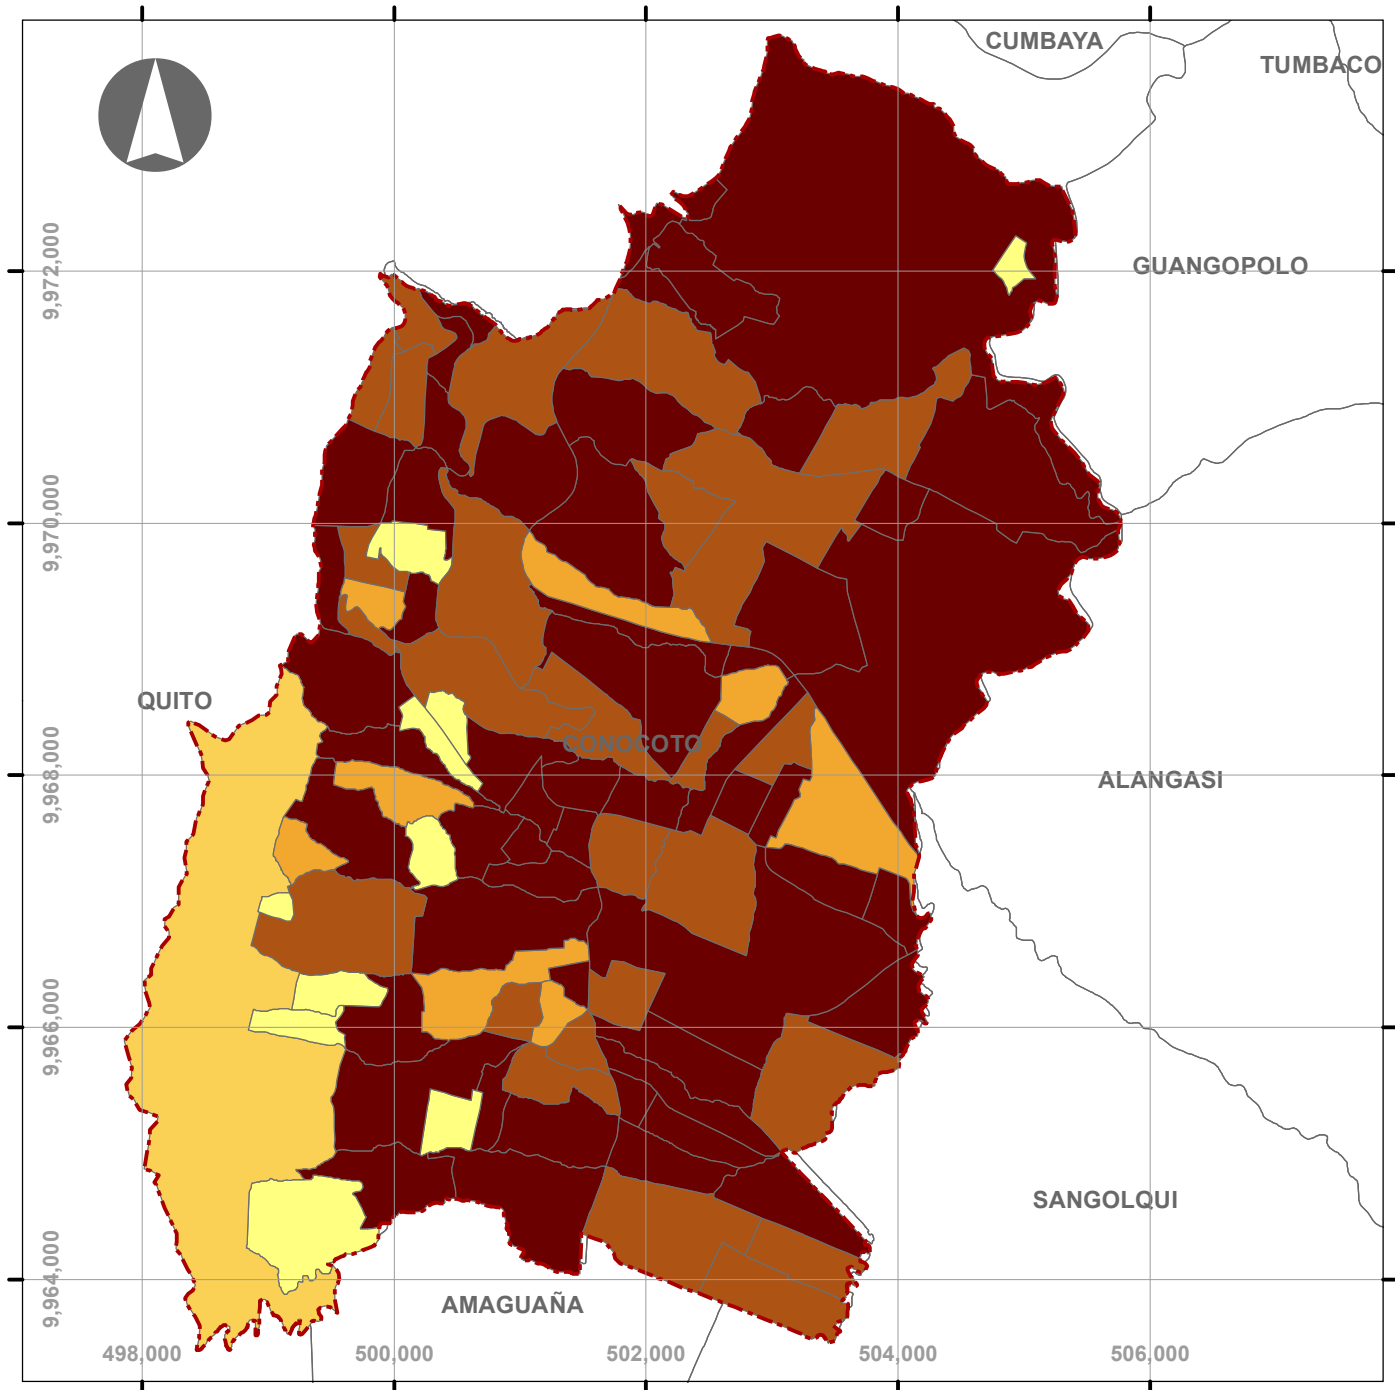 CUMBAYA
TUMBACO
GUANGOPOLO
9,972,000
9,970,000
QUITO
CONOCOTO
9,968,000
ALANGASI
9,966,000
SANGOLQUI
9,964,000
AMAGUAÑA
498,000 500,000 502,000 504,000 506,000